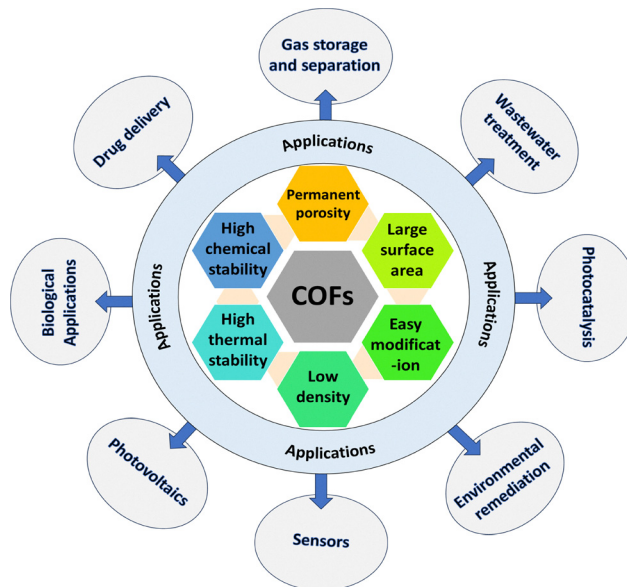 Gas storage
and separation
Drug delivery
Wastewater
treatment
Applications
Permanent
porosity
High
chemical
stability
Large
surface
area
Biological
Applications
Applications
COFs
Applications
Photocatalysis
High
thermal
stability
Easy
modificat
-ion
Low
density
Applications
Photovoltaics
Environmental
remediation
Sensors